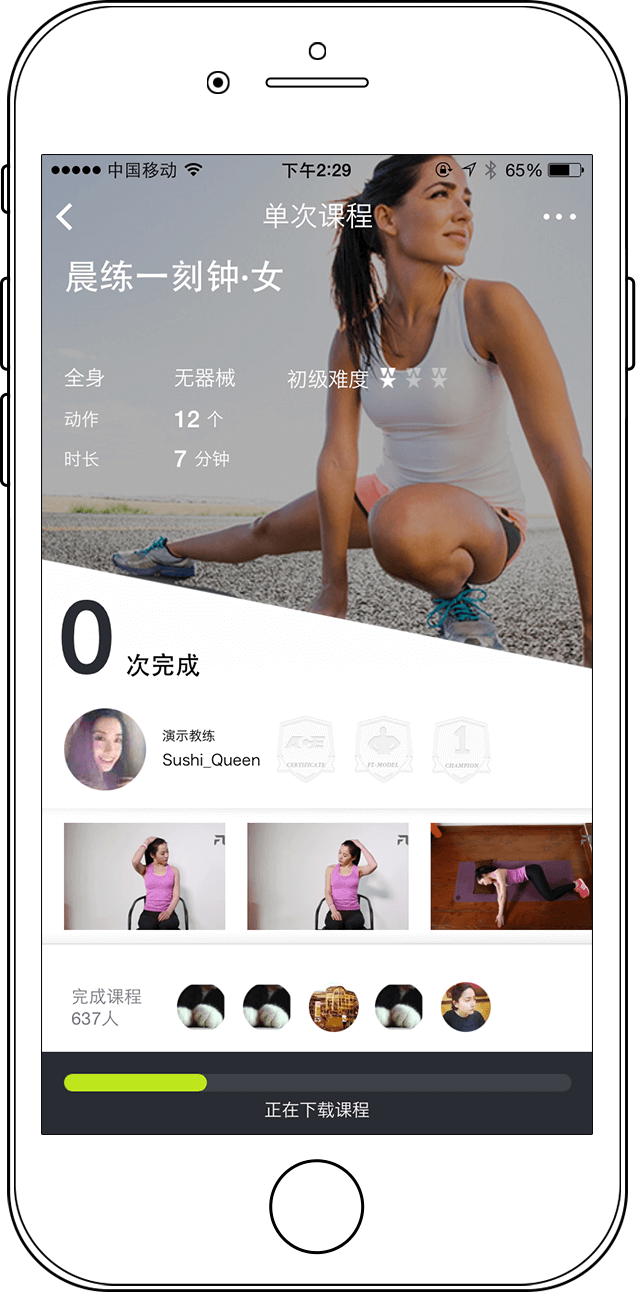 中国移动 下午2:29 65%
单次课程
晨练一刻钟·女
全身 无器械 初级难度
动作 12 个
时长 7 分钟
0 次完成
演示教练
Sushi_Queen
ACE 1
CERTIFICATE FT-MODEL CHAMPION
完成课程
637人
正在下载课程